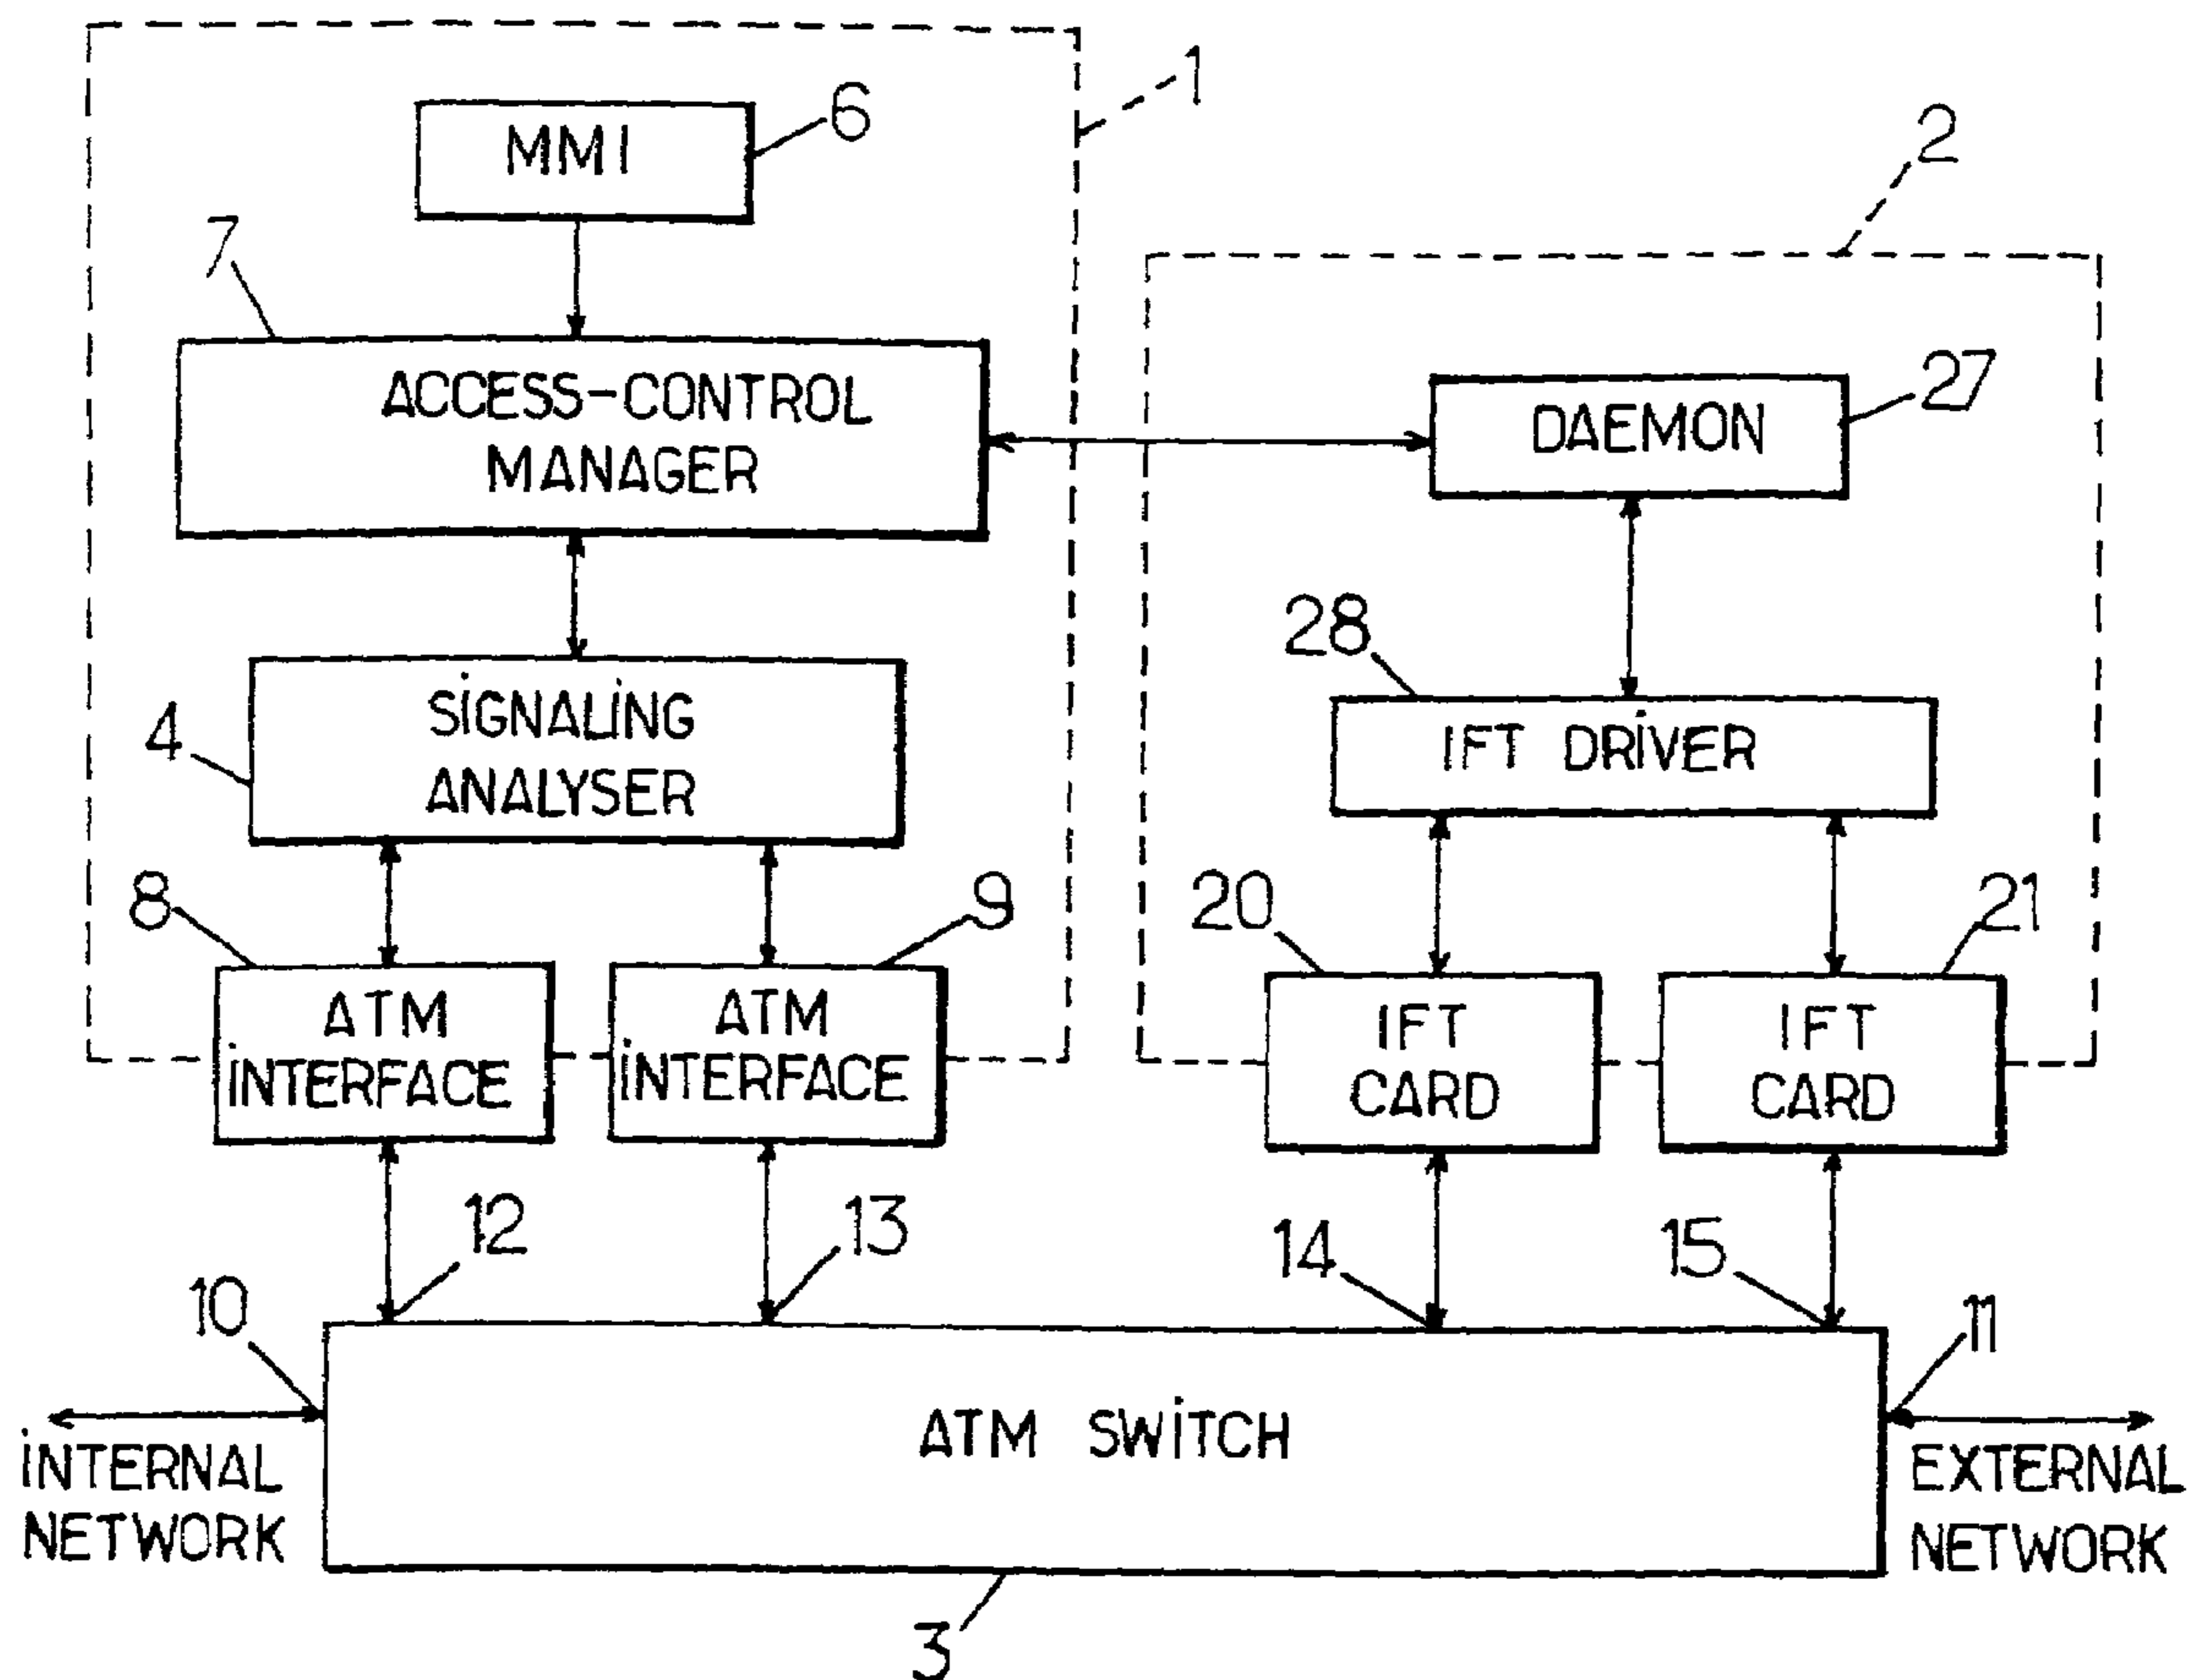 1
MMI
6
2
7
ACCESS-CONTROL
MANAGER
DAEMON
27
28
SIGNALING
ANALYSER
4
IFT DRIVER
8
9
20
21
ATM
INTERFACE
ATM
INTERFACE
IFT
CARD
IFT
CARD
12
13
14
15
10
11
ATM SWITCH
INTERNAL
NETWORK
EXTERNAL
NETWORK
3